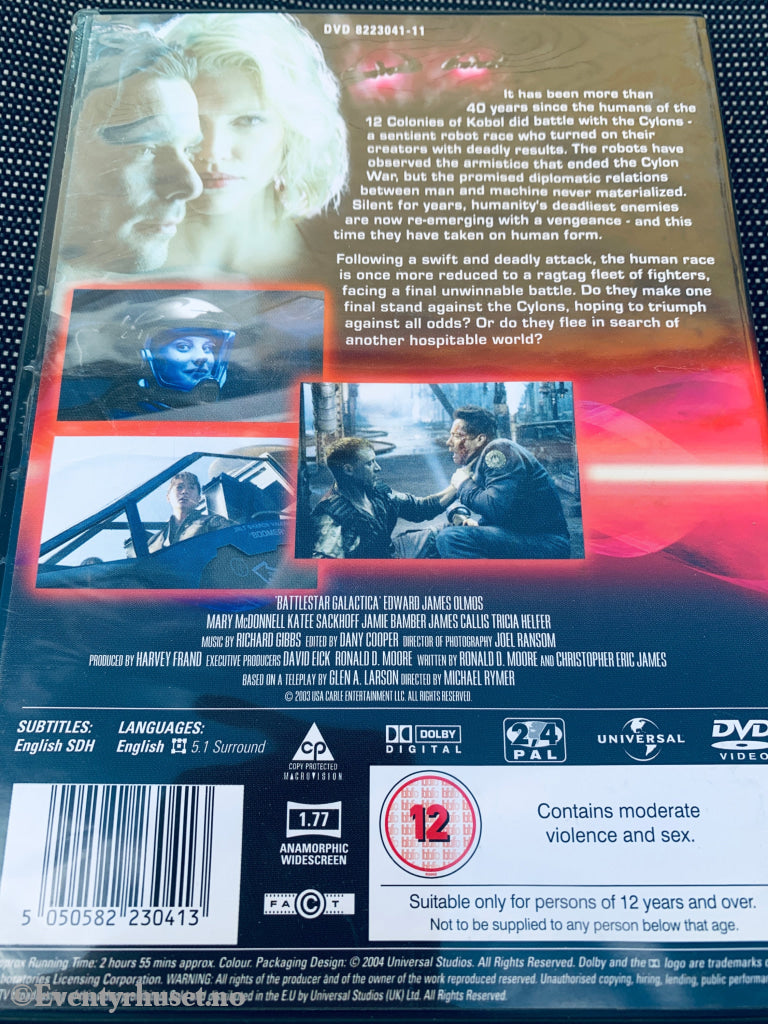 DVD 8223041-11
It has been more than
40 years since the humans of the
12 Colonies of Kobol did battle with the Cylons -
a sentient robot race who turned on their
creators with deadly results. The robots have
observed the armistice that ended the Cylon
War, but the promised diplomatic relations
between man and machine never materialized.
Silent for years, humanity's deadliest enemies
are now re-emerging with a vengeance - and this
time they have taken on human form.
Following a swift and deadly attack, the human race
is once more reduced to a ragtag fleet of fighters,
facing a final unwinnable battle. Do they make one
final stand against the Cylons, hoping to triumph
against all odds? Or do they flee in search of
another hospitable world?
BOOMER
'BATTLESTAR GALACTICA' EDWARD JAMES OLMOS
MARY McDONNELL KATEE SACKHOFF JAMIE BAMBER JAMES CALLIS TRICIA HELFER
MUSIC BY RICHARD GIBBS EDITED BY DANY COOPER DIRECTOR OF PHOTOGRAPHY JOEL RANSOM
PRODUCED BY HARVEY FRAND EXECUTIVE PRODUCERS DAVID EICK RONALD D. MOORE WRITTEN BY RONALD D. MOORE AND CHRISTOPHER ERIC JAMES
BASED ON A TELEPLAY BY GLEN A. LARSON DIRECTED BY MICHAEL RYMER
© 2003 USA CABLE ENTERTAINMENT LLC. ALL RIGHTS RESERVED.
SUBTITLES:
English SDH
LANGUAGES:
English 5.1 Surround
cp
COPY PROTECTED
MACROVISION
DOLBY
DIGITAL
2,4
PAL
UNIVERSAL
DVD
VIDEO
1.77
ANAMORPHIC
WIDESCREEN
FACT
bbfc
12
Contains moderate
violence and sex.
Suitable only for persons of 12 years and over.
Not to be supplied to any person below that age.
5 050582 230413
Running Time: 2 hours 55 mins approx. Colour. Packaging Design: © 2004 Universal Studios. All Rights Reserved. Dolby and the logo are trademarks
Licensing Corporation. WARNING: All rights of the producer and of the owner of the work reproduced reserved. Unauthorised copying, hiring, lending, public
in the E.U by Universal Studios (UK) Ltd. All Rights Reserved.
©Eventyrhuset.no